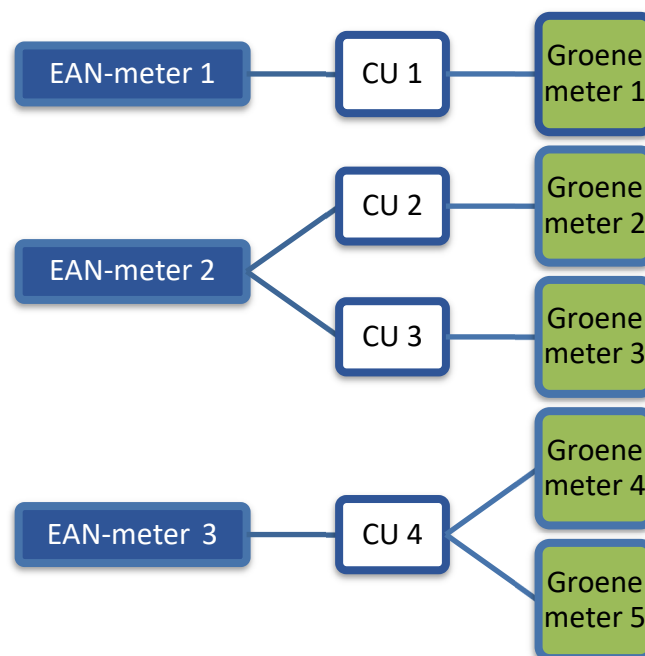 EAN-meter 1
CU 1
Groene
meter 1
EAN-meter 2
CU 2
Groene
meter 2
CU 3
Groene
meter 3
EAN-meter 3
CU 4
Groene
meter 4
Groene
meter 5